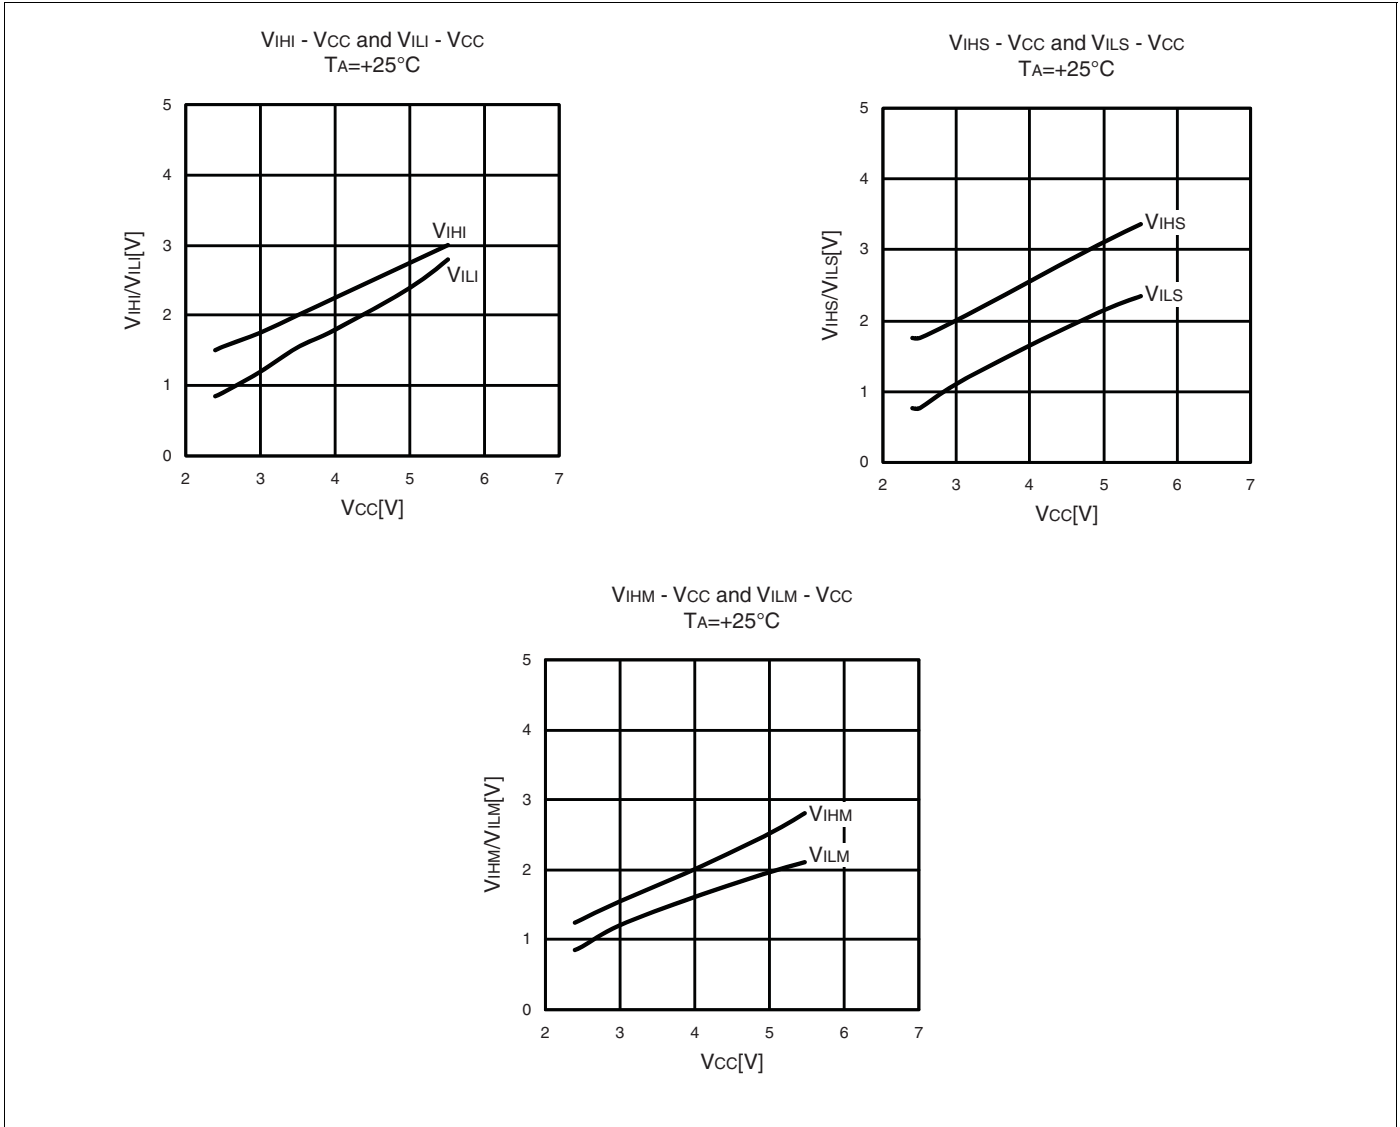 VIHI - VCC and VILI - VCC
TA=+25°C
5
4
3
2
1
0
VIHI/VILI[V]
VIHI
VILI
2 3 4 5 6 7
VCC[V]
VIHS - VCC and VILS - VCC
TA=+25°C
5
4
3
2
1
0
VIHS/VILS[V]
VIHS
VILS
2 3 4 5 6 7
VCC[V]
VIHM - VCC and VILM - VCC
TA=+25°C
5
4
3
2
1
0
VIHM/VILM[V]
VIHM
VILM
2 3 4 5 6 7
VCC[V]